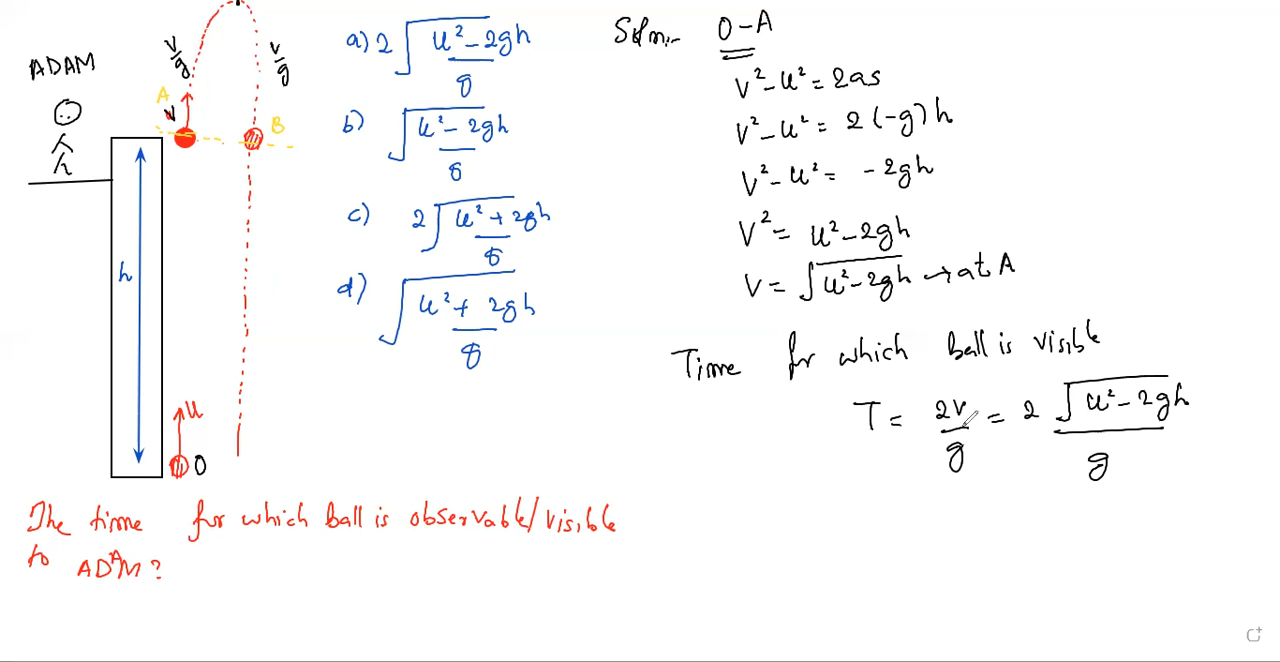 ADAM
v/g
v/g
A
v
B
h
u
O
a) 2 √u² - 2gh / g
b) √u² - 2gh / g
c) 2 √u² + 2gh / g
d) √u² + 2gh / g
The time for which ball is observable/visible
to ADAM?
Soln:- O-A
v² - u² = 2as
v² - u² = 2(-g)h
v² - u² = -2gh
v² = u² - 2gh
v = √u² - 2gh → at A
Time for which ball is visible
T = 2v/g = 2 √u² - 2gh / g